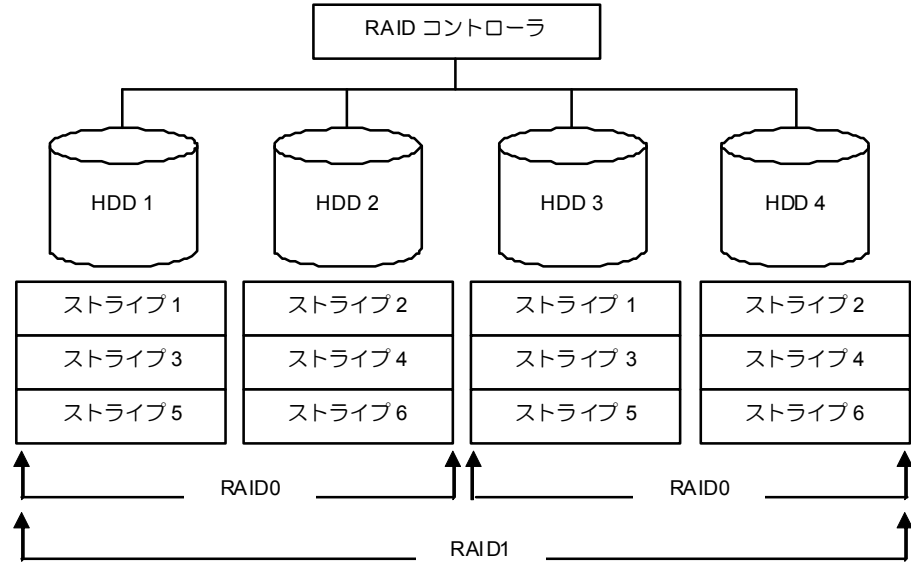 RAID コントローラ
HDD 1
HDD 2
HDD 3
HDD 4
ストライプ 1
ストライプ 2
ストライプ 1
ストライプ 2
ストライプ 3
ストライプ 4
ストライプ 3
ストライプ 4
ストライプ 5
ストライプ 6
ストライプ 5
ストライプ 6
RAID0
RAID0
RAID1